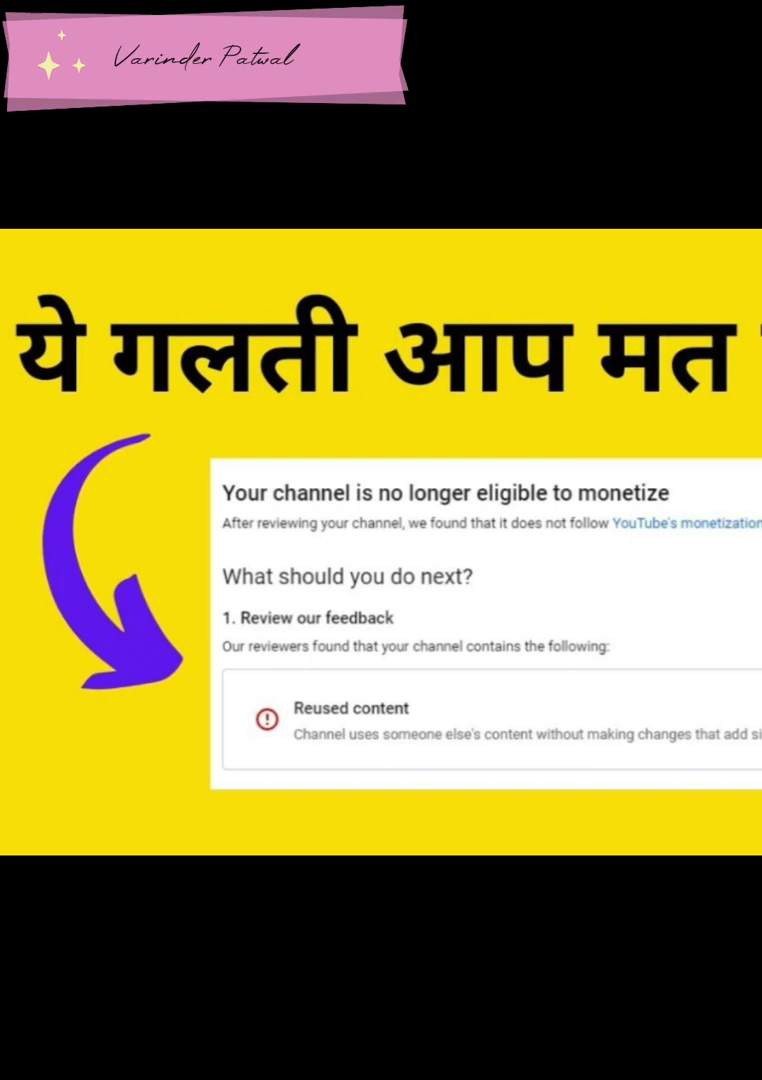 Varinder Patwal
ये गलती आप मत
Your channel is no longer eligible to monetize
After reviewing your channel, we found that it does not follow YouTube's monetization
What should you do next?
1. Review our feedback
Our reviewers found that your channel contains the following:
Reused content
Channel uses someone else's content without making changes that add